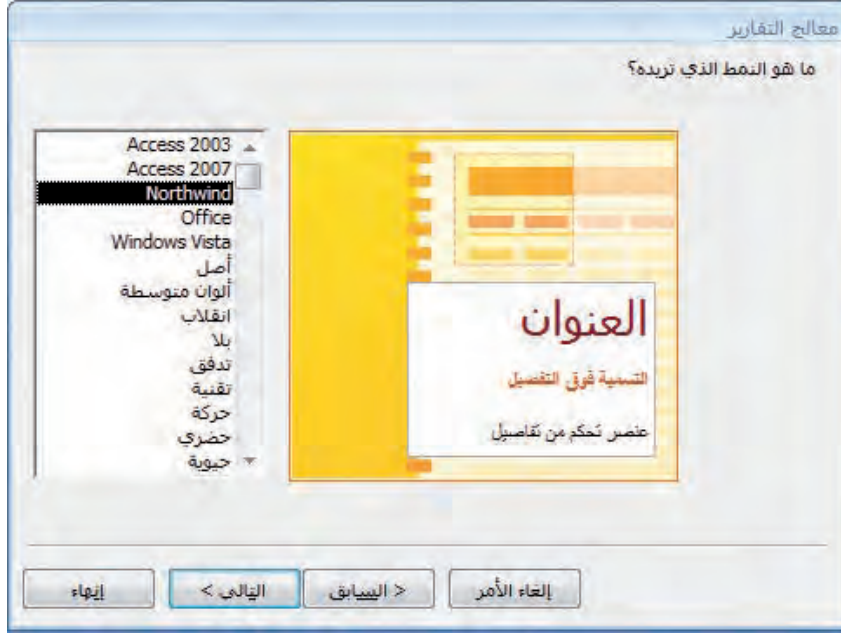 معالج التقارير
ما هو النمط الذي تريده؟
Access 2003
Access 2007
Northwind
Office
Windows Vista
أصل
ألوان متوسطة
انقلاب
بلا
تدفق
تقنية
حركة
حضري
حيوية
العنوان
التسمية فوق التفصيل
عنصر تحكم من تفاصيل
إلغاء الأمر
< السابق
التالي >
إنهاء